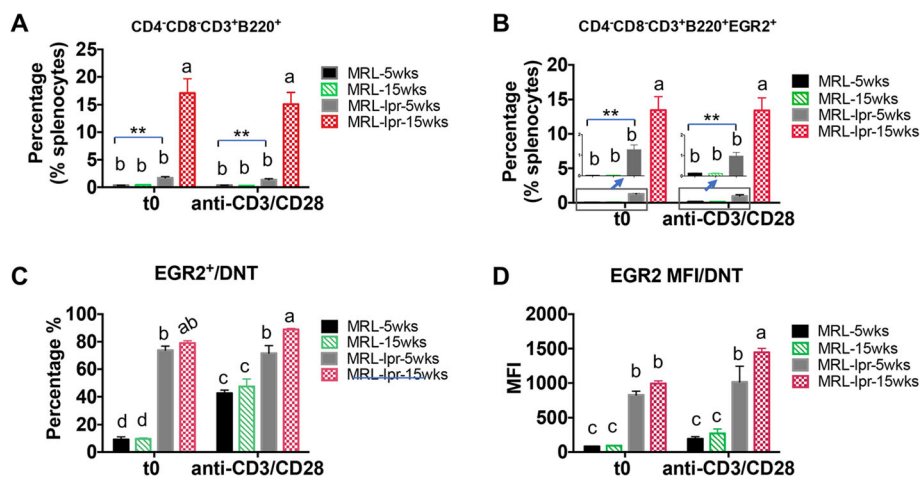 A
CD4⁻CD8⁻CD3⁺B220⁺
25
20
15
10
5
0
Percentage
(% splenocytes)
**
b b b a
**
b b b a
t0 anti-CD3/CD28
MRL-5wks
MRL-15wks
MRL-lpr-5wks
MRL-lpr-15wks
B
CD4⁻CD8⁻CD3⁺B220⁺EGR2⁺
20
15
10
5
0
Percentage
(% splenocytes)
**
b b b a
**
b b b a
t0 anti-CD3/CD28
MRL-5wks
MRL-15wks
MRL-lpr-5wks
MRL-lpr-15wks
C
EGR2⁺/DNT
100
80
60
40
20
0
Percentage %
d d b ab
c c b a
t0 anti-CD3/CD28
MRL-5wks
MRL-15wks
MRL-lpr-5wks
MRL-lpr-15wks
D
EGR2 MFI/DNT
2000
1500
1000
500
0
MFI
c c b b
c c b a
t0 anti-CD3/CD28
MRL-5wks
MRL-15wks
MRL-lpr-5wks
MRL-lpr-15wks